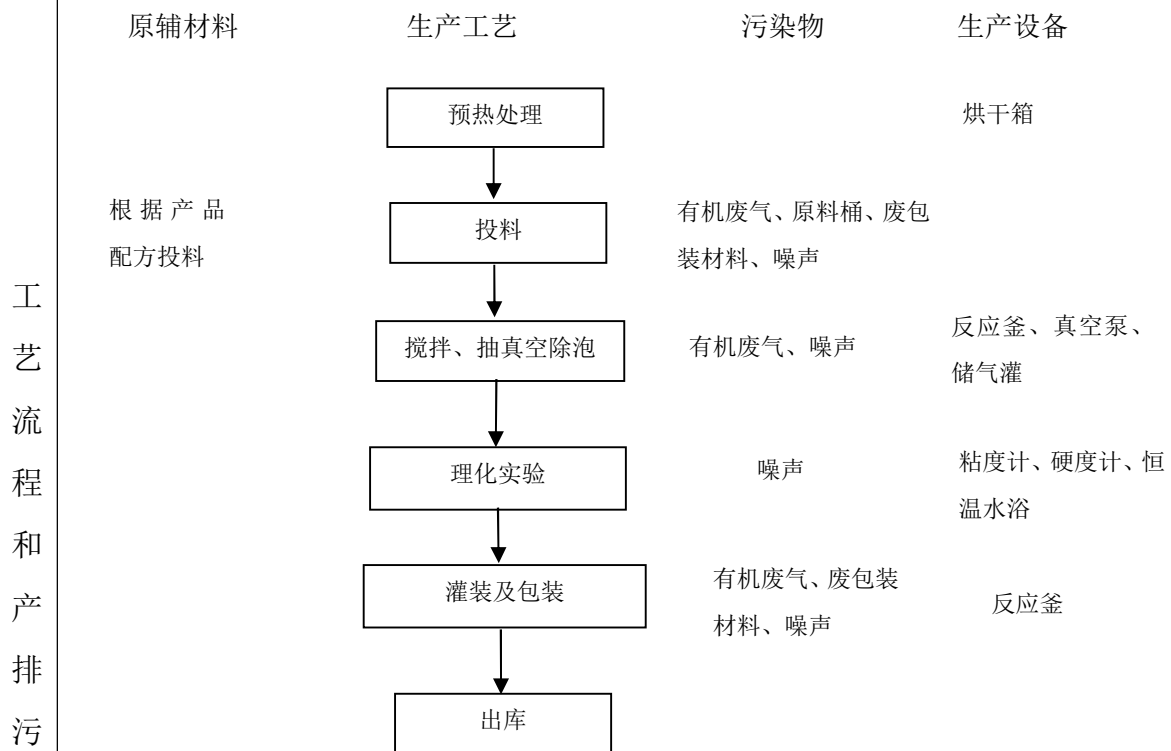 原辅材料 生产工艺 污染物 生产设备
预热处理 烘干箱
根据产品
配方投料
投料
有机废气、原料桶、废包
装材料、噪声
搅拌、抽真空除泡
有机废气、噪声
反应釜、真空泵、
储气灌
理化实验
噪声
粘度计、硬度计、恒
温水浴
灌装及包装
有机废气、废包装
材料、噪声
反应釜
出库
工
艺
流
程
和
产
排
污